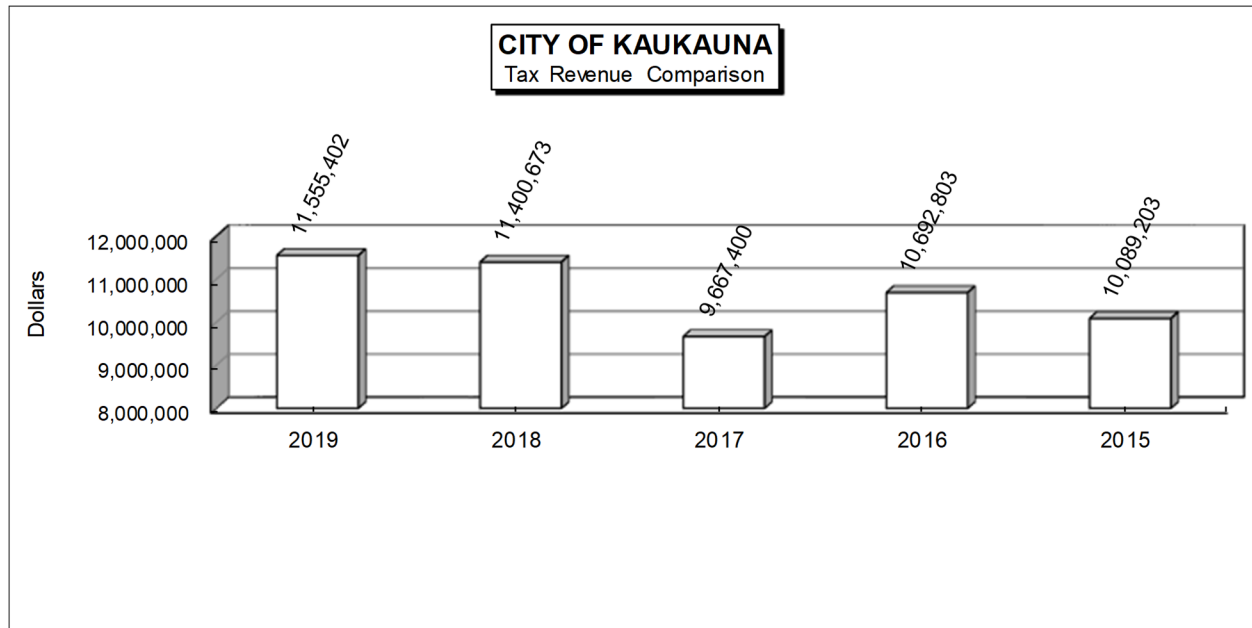 CITY OF KAUKAUNA
Tax Revenue Comparison
11,555,402
11,400,673
9,667,400
10,692,803
10,089,203
Dollars
12,000,000
11,000,000
10,000,000
9,000,000
8,000,000
2019 2018 2017 2016 2015